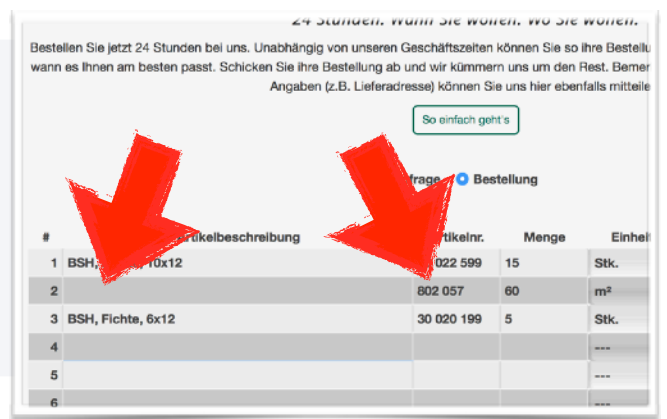 24 Stunden. Wann Sie wollen. Wo Sie wollen.
Bestellen Sie jetzt 24 Stunden bei uns. Unabhängig von unseren Geschäftszeiten können Sie so ihre Bestellu
wann es Ihnen am besten passt. Schicken Sie ihre Bestellung ab und wir kümmern uns um den Rest. Bemer
Angaben (z.B. Lieferadresse) können Sie uns hier ebenfalls mitteile
So einfach geht's
frage Bestellung
# rtikelbeschreibung tikelnr. Menge Einheit
1 BSH, 10x12 022 599 15 Stk.
2 802 057 60 m²
3 BSH, Fichte, 6x12 30 020 199 5 Stk.
4 ---
5 ---
6 ---